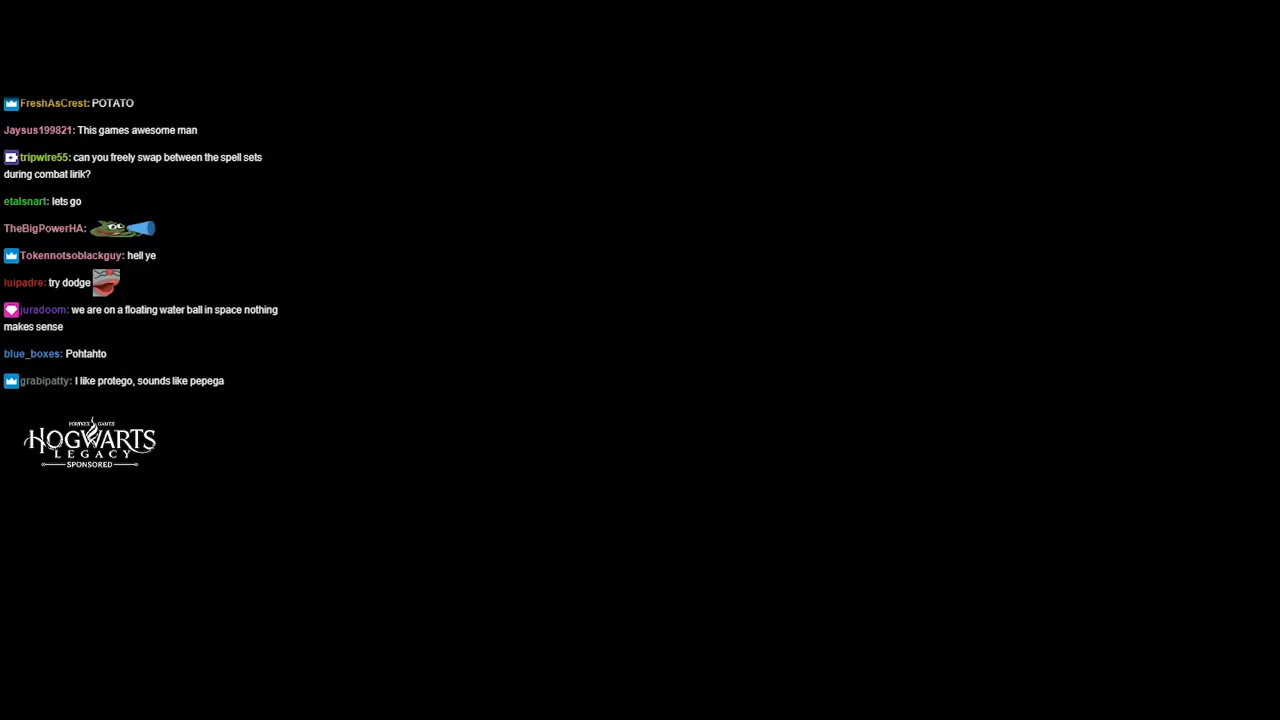 FreshAsCrest: POTATO
Jaysus199821: This games awesome man
tripwire55: can you freely swap between the spell sets
during combat lirik?
etalsnart: lets go
TheBigPowerHA:
Tokennotsoblackguy: hell ye
luipadre: try dodge
juradoom: we are on a floating water ball in space nothing
makes sense
blue_boxes: Pohtahto
grabipatty: I like protego, sounds like pepega
PORTKEY GAMES
HOGWARTS
LEGACY
SPONSORED